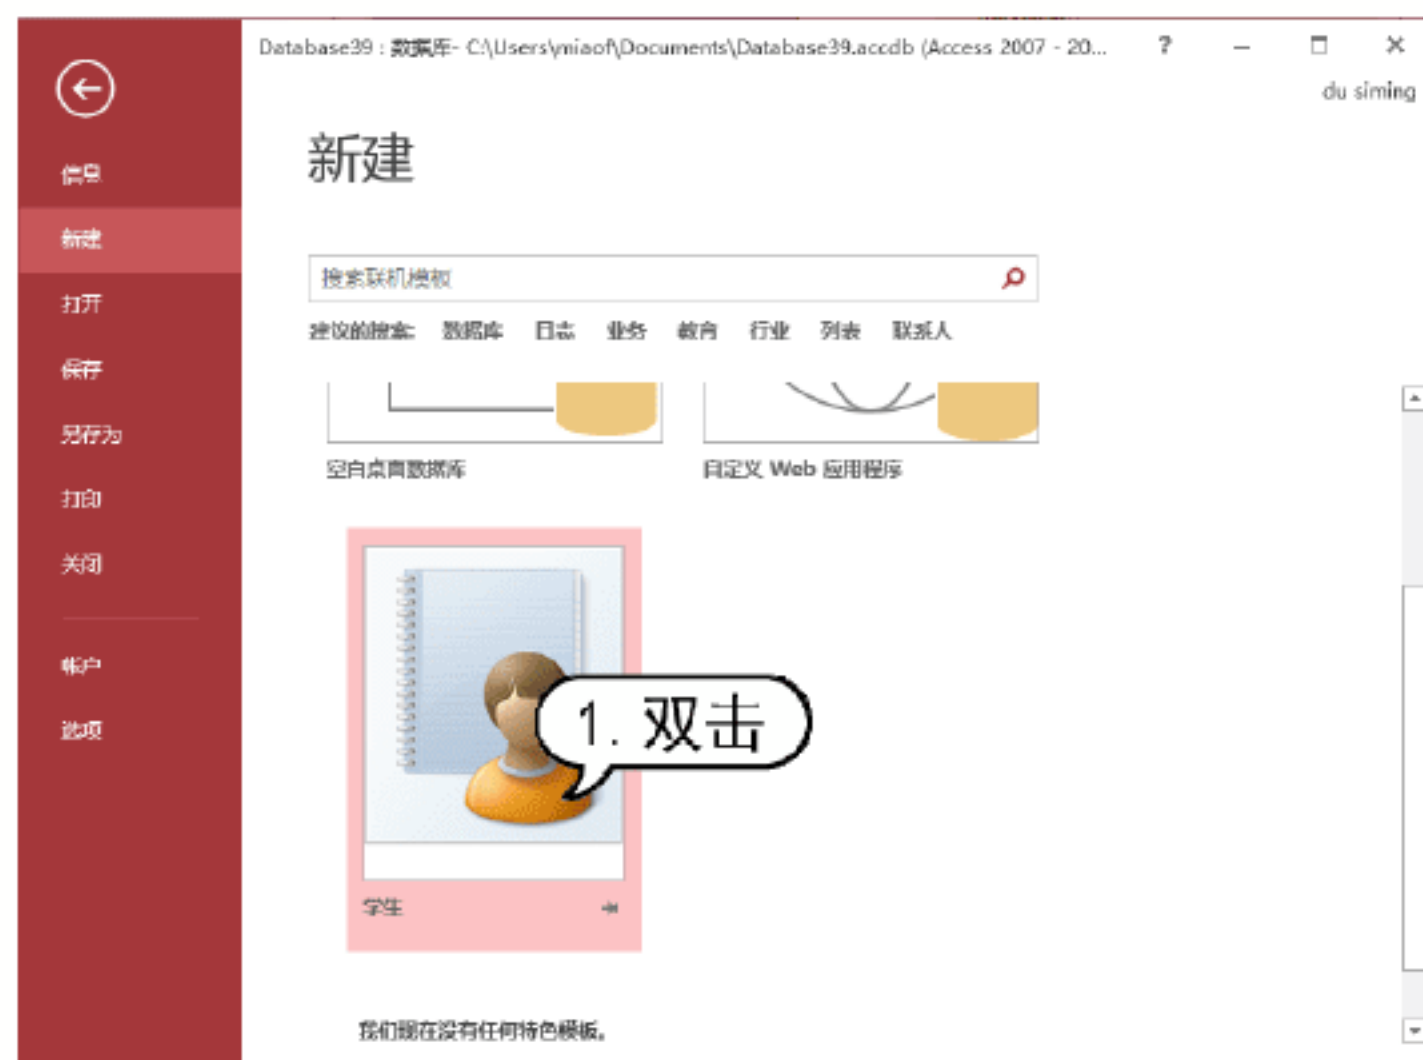 Database39 : 数据库- C:\Users\miaof\Documents\Database39.accdb (Access 2007 - 20... ?
du siming
新建
信息
新建
打开
保存
另存为
打印
关闭
帐户
选项
搜索联机模板
建议的搜索: 数据库 日志 业务 教育 行业 列表 联系人
空白桌面数据库 自定义 Web 应用程序
1. 双击
学生
我们现在没有任何特色模板。